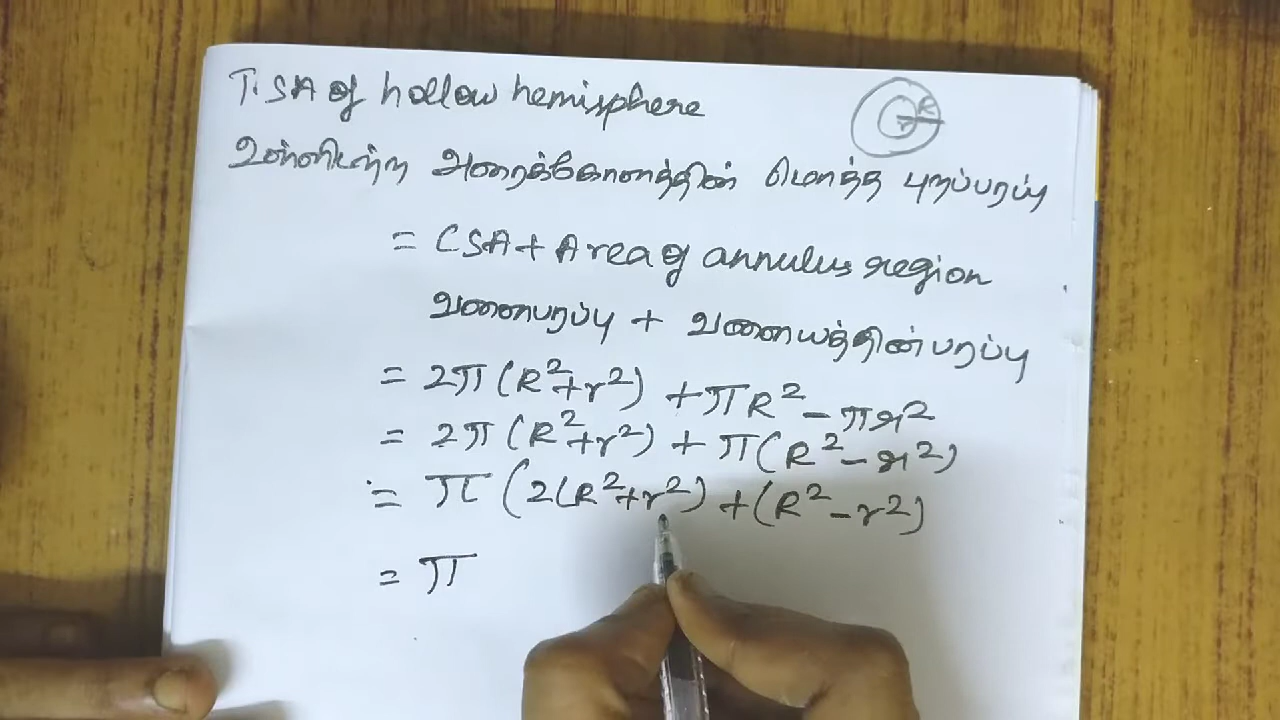 T.SA of hollow hemisphere
R
r
உள்ளீடற்ற அரைக்கோளத்தின் மொத்த புறப்பரப்பு
= CSA + Area of annulus region
வளைபரப்பு + வளையத்தின் பரப்பு
= 2π (R²+r²) + πR² - πr²
= 2π (R²+r²) + π(R² - r²)
= π (2(R²+r²) + (R² - r²)
= π